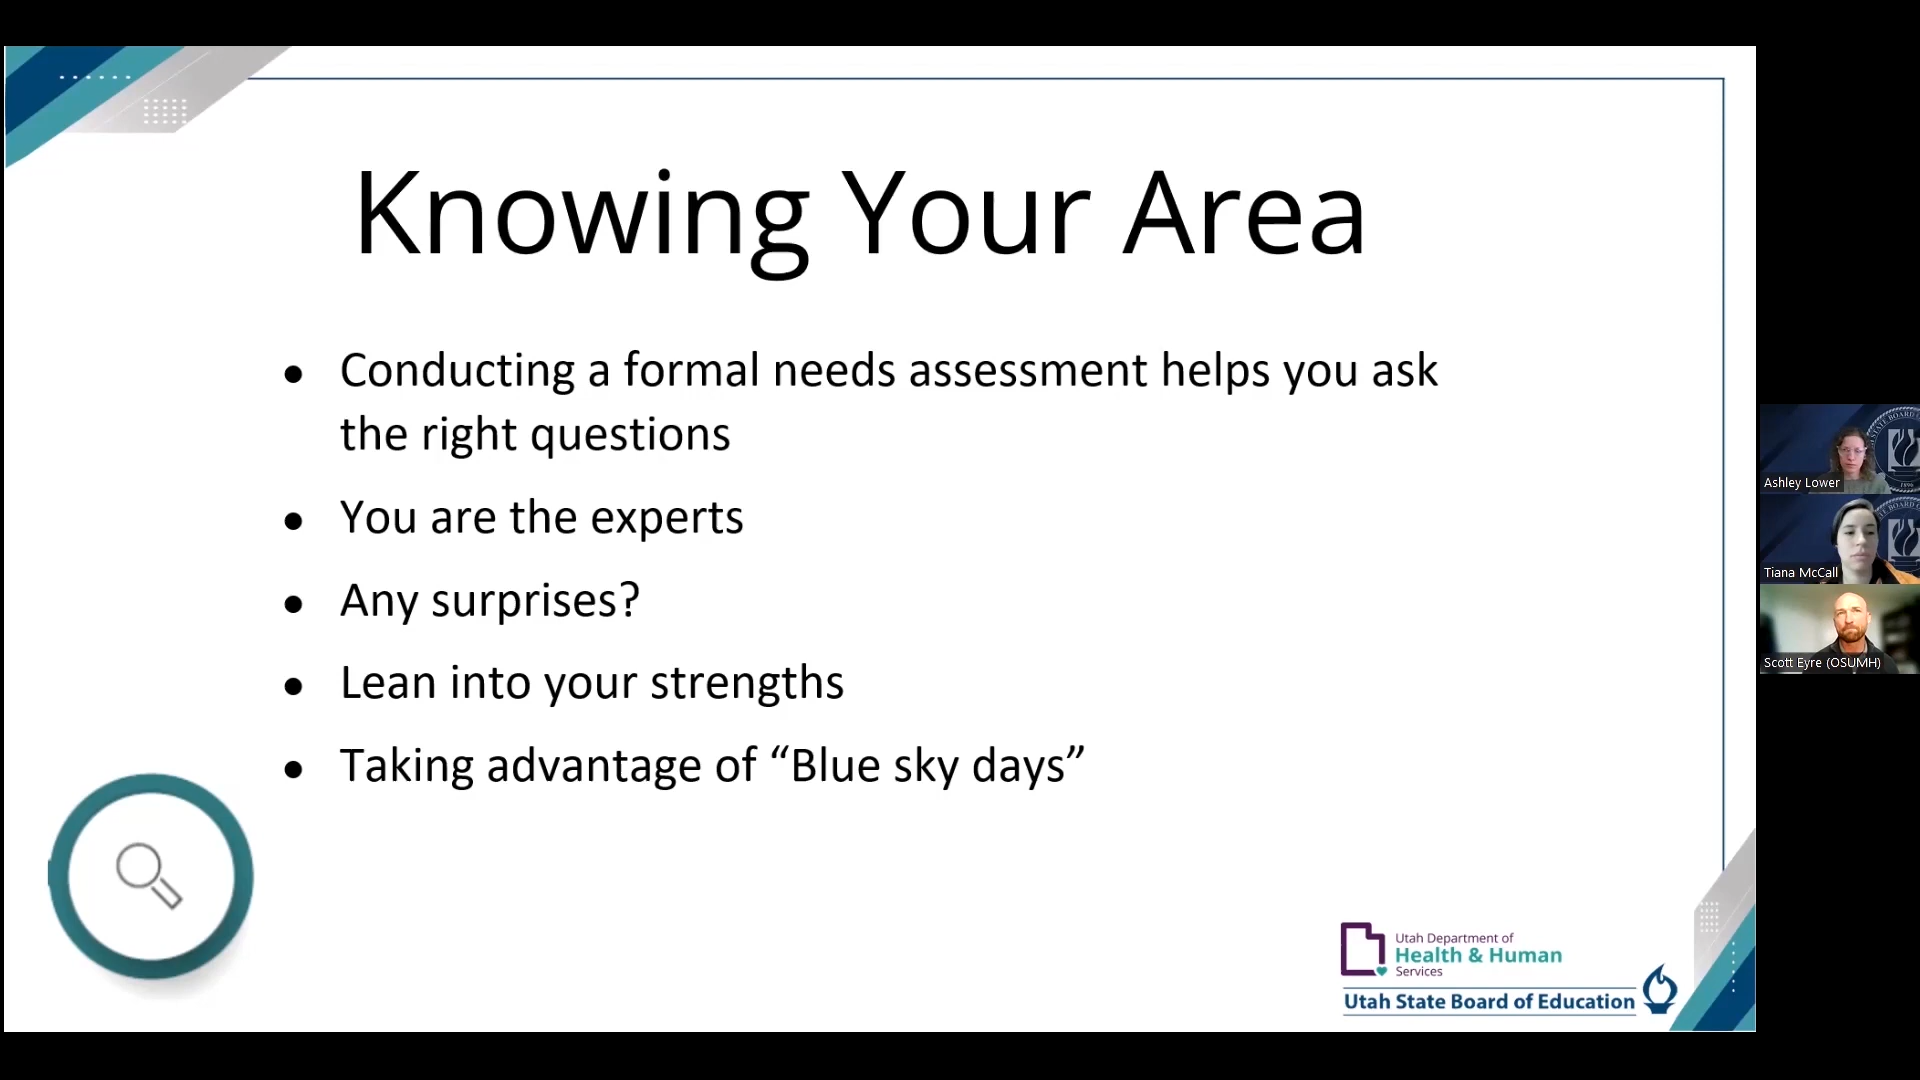 Knowing Your Area
● Conducting a formal needs assessment helps you ask
the right questions
● You are the experts
● Any surprises?
● Lean into your strengths
● Taking advantage of “Blue sky days”
Utah Department of
Health & Human
Services
Utah State Board of Education
Ashley Lower
Tiana McCall
Scott Eyre (OSUMH)